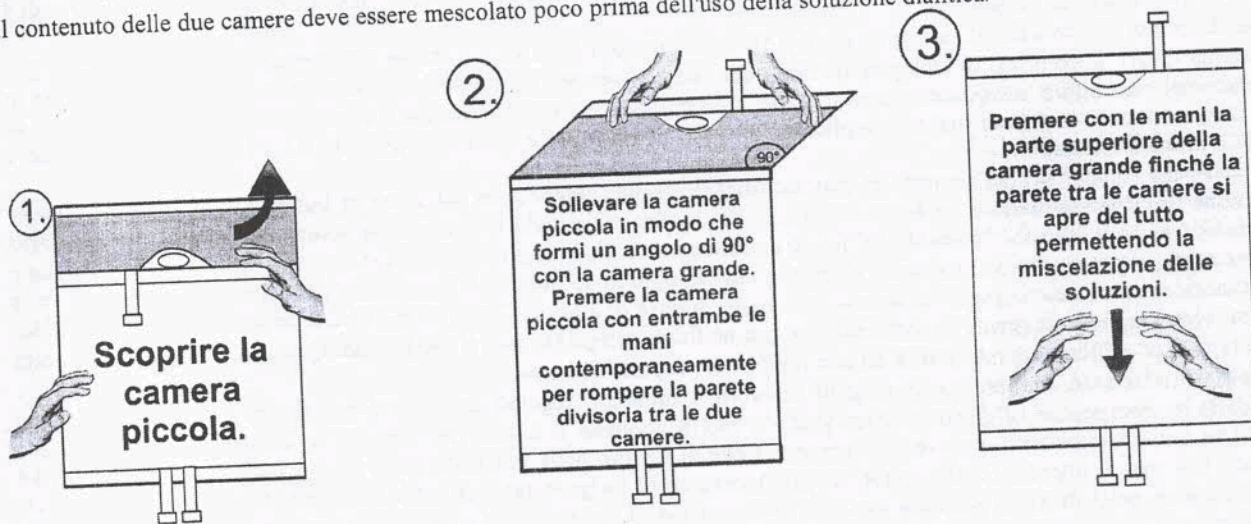 l contenuto delle due camere deve essere mescolato poco prima dell'uso della soluzione dialitica.
1.
Scoprire la
camera
piccola.
2.
90°
Sollevare la camera
piccola in modo che
formi un angolo di 90°
con la camera grande.
Premere la camera
piccola con entrambe le
mani
contemporaneamente
per rompere la parete
divisoria tra le due
camere.
3.
Premere con le mani la
parte superiore della
camera grande finché la
parete tra le camere si
apre del tutto
permettendo la
miscelazione delle
soluzioni.